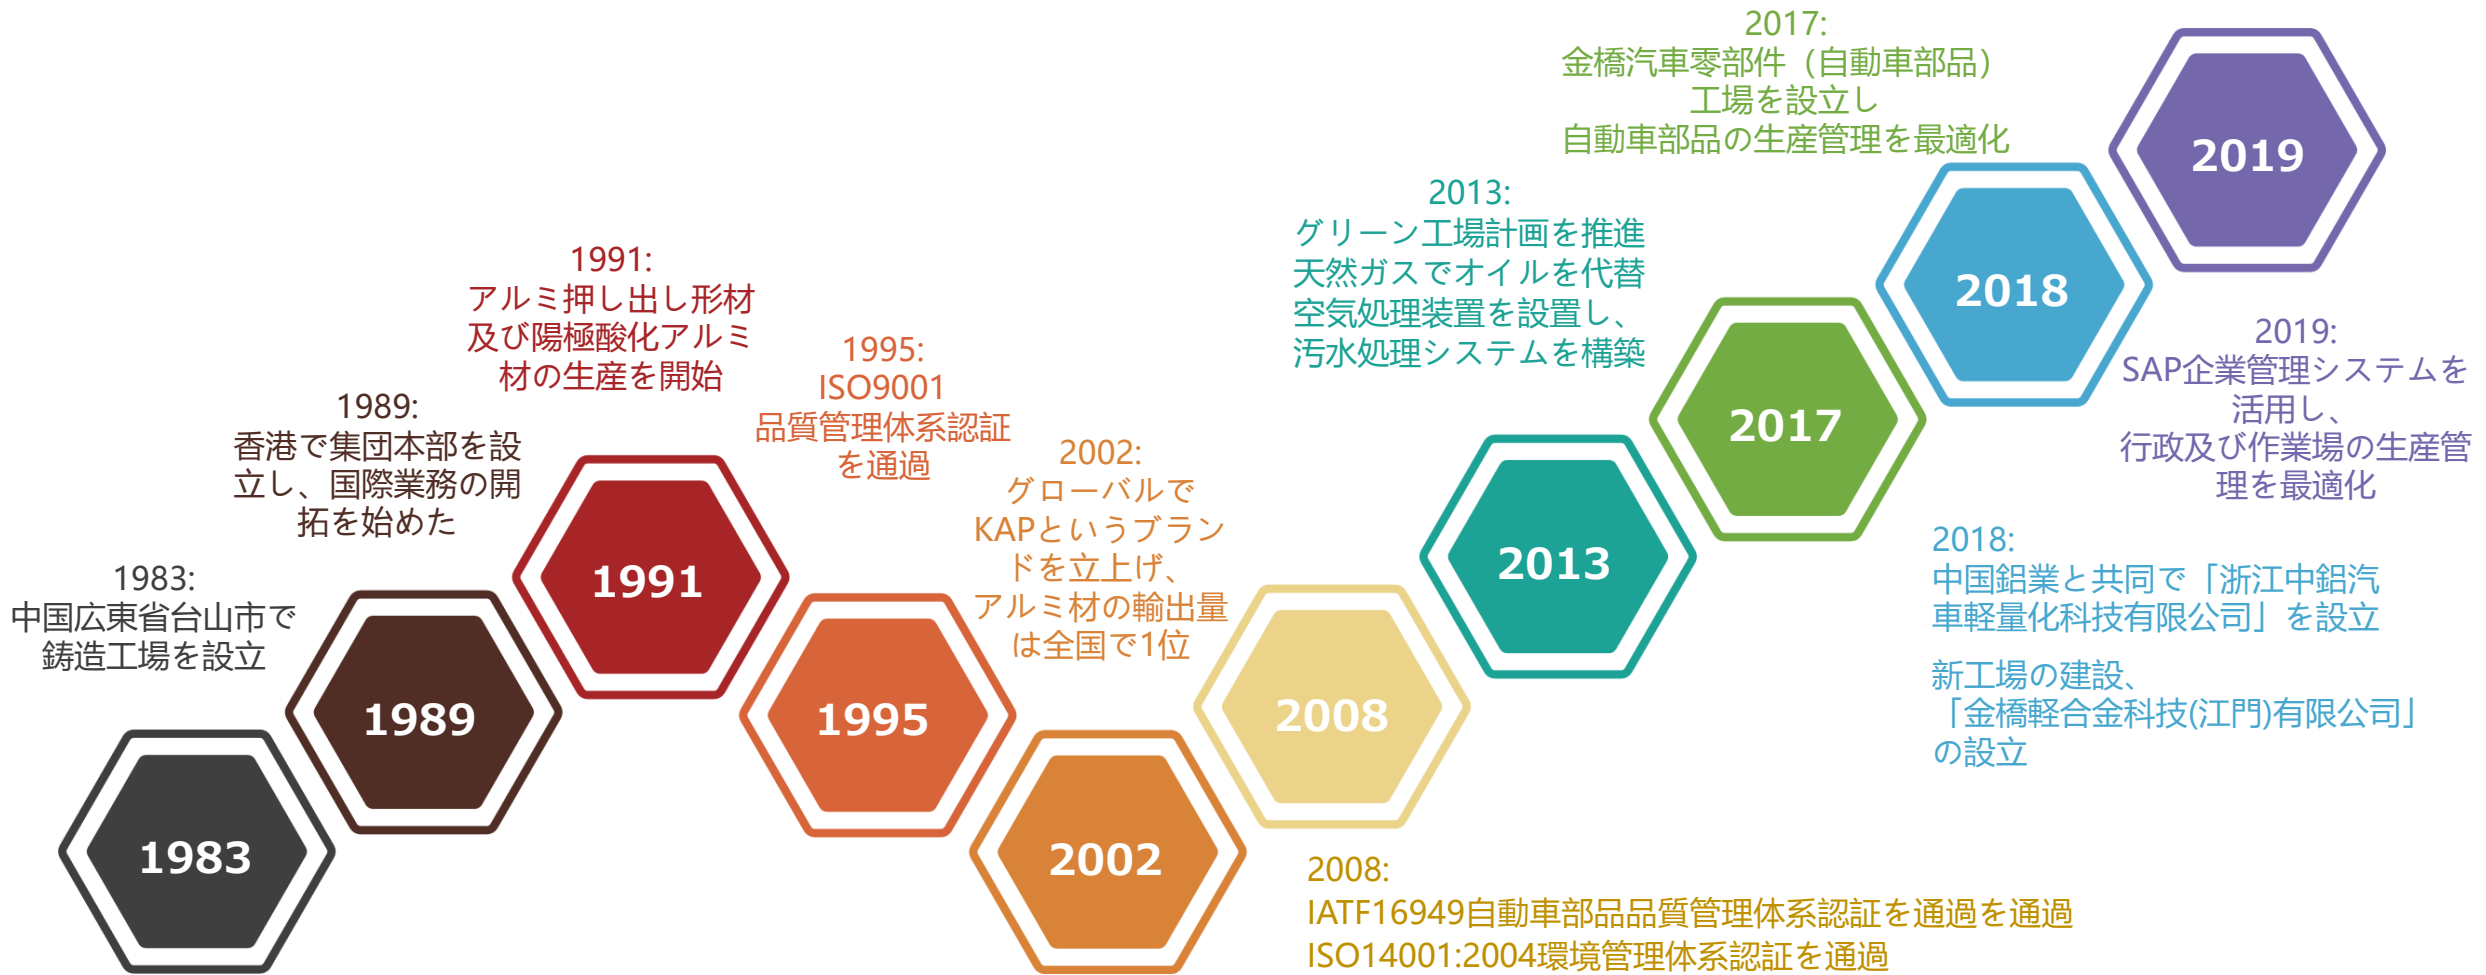 1983:
中国広東省台山市で
鋳造工場を設立
1983
1989:
香港で集団本部を設
立し、国際業務の開
拓を始めた
1989
1991:
アルミ押し出し形材
及び陽極酸化アルミ
材の生産を開始
1991
1995:
ISO9001
品質管理体系認証
を通過
1995
2002:
グローバルで
KAPというブラン
ドを立上げ、
アルミ材の輸出量
は全国で1位
2002
2008
2008:
IATF16949自動車部品品質管理体系認証を通過を通過
ISO14001:2004環境管理体系認証を通過
2013:
グリーン工場計画を推進
天然ガスでオイルを代替
空気処理装置を設置し、
汚水処理システムを構築
2013
2017:
金橋汽車零部件（自動車部品）
工場を設立し
自動車部品の生産管理を最適化
2017
2018
2018:
中国鋁業と共同で「浙江中鋁汽
車軽量化科技有限公司」を設立
新工場の建設、
「金橋軽合金科技(江門)有限公司」
の設立
2019
2019:
SAP企業管理システムを
活用し、
行政及び作業場の生産管
理を最適化